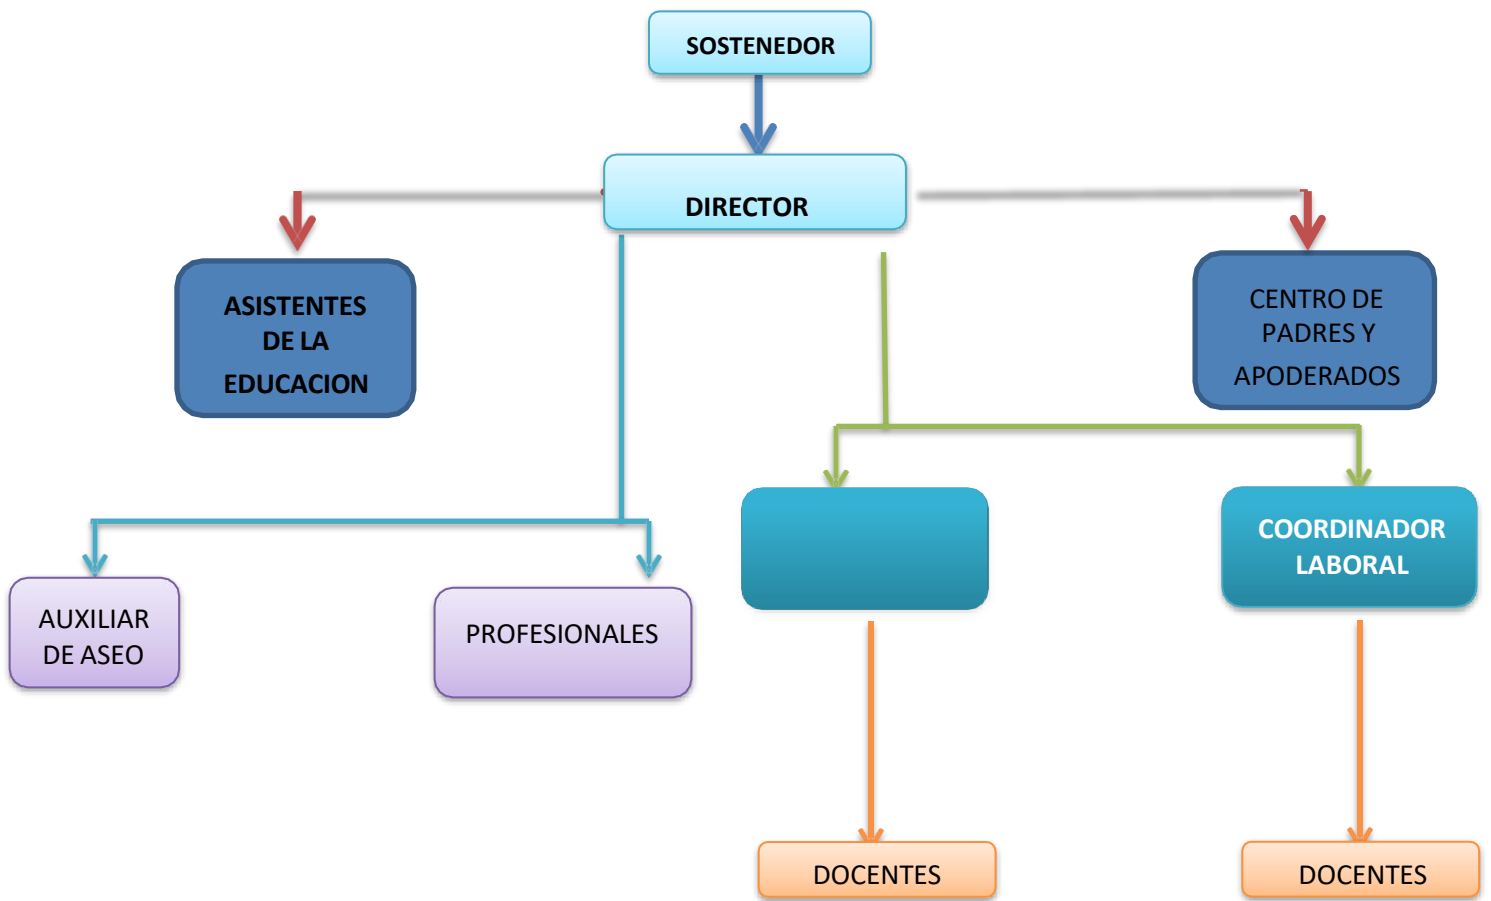 SOSTENEDOR
DIRECTOR
ASISTENTES
DE LA
EDUCACION
CENTRO DE
PADRES Y
APODERADOS
COORDINADOR
LABORAL
AUXILIAR
DE ASEO
PROFESIONALES
DOCENTES
DOCENTES